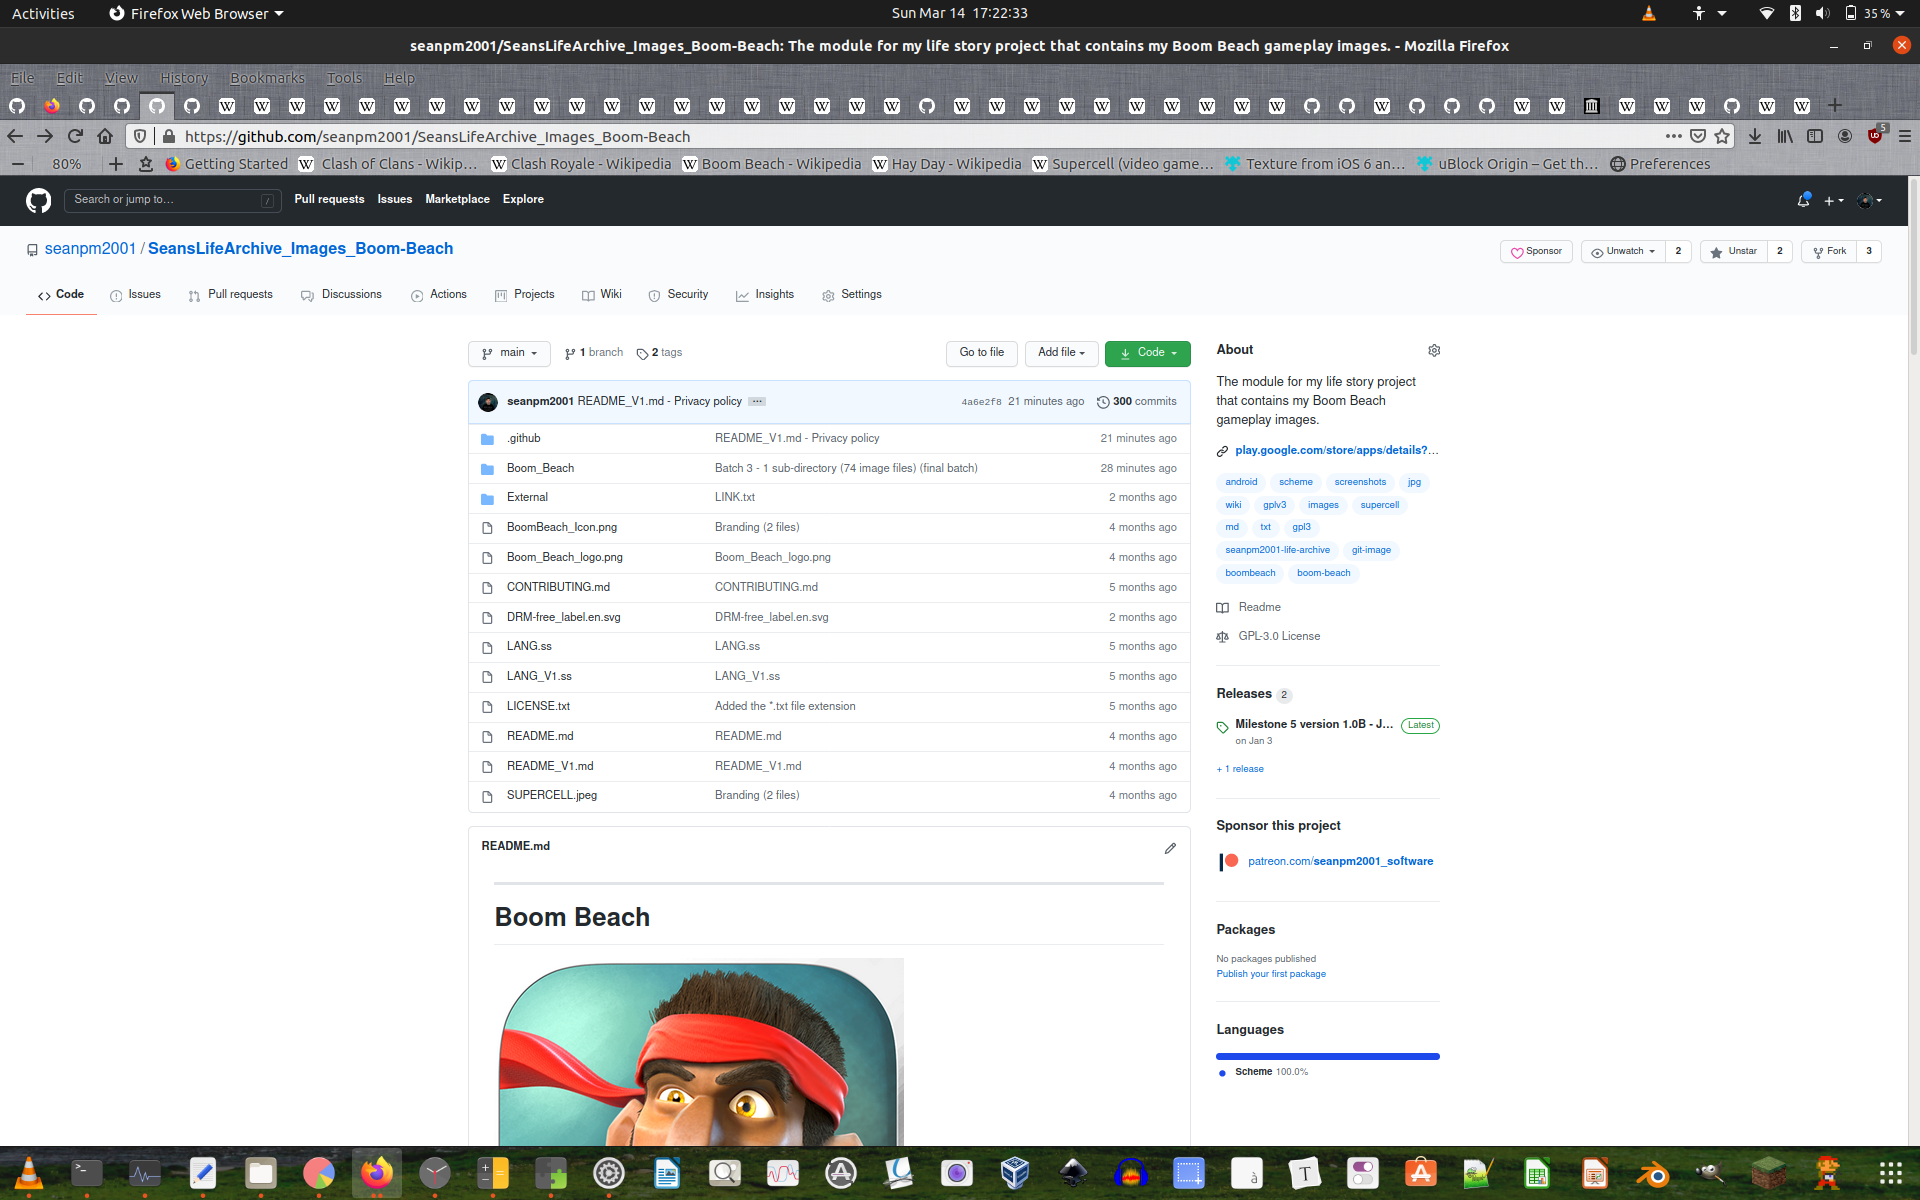 Activities Firefox Web Browser Sun Mar 14 17:22:33 35 %
seanpm2001/SeansLifeArchive_Images_Boom-Beach: The module for my life story project that contains my Boom Beach gameplay images. - Mozilla Firefox
File Edit View History Bookmarks Tools Help
https://github.com/seanpm2001/SeansLifeArchive_Images_Boom-Beach 5
80% Getting Started Clash of Clans - Wikip… Clash Royale - Wikipedia Boom Beach - Wikipedia Hay Day - Wikipedia Supercell (video game… Texture from iOS 6 an… uBlock Origin – Get th… Preferences
Search or jump to… / Pull requests Issues Marketplace Explore
seanpm2001 / SeansLifeArchive_Images_Boom-Beach Sponsor Unwatch 2 Unstar 2 Fork 3
Code Issues Pull requests Discussions Actions Projects Wiki Security Insights Settings
main 1 branch 2 tags Go to file Add file Code
seanpm2001 README_V1.md - Privacy policy ... 4a6e2f8 21 minutes ago 300 commits
.github README_V1.md - Privacy policy 21 minutes ago
Boom_Beach Batch 3 - 1 sub-directory (74 image files) (final batch) 28 minutes ago
External LINK.txt 2 months ago
BoomBeach_Icon.png Branding (2 files) 4 months ago
Boom_Beach_logo.png Boom_Beach_logo.png 4 months ago
CONTRIBUTING.md CONTRIBUTING.md 5 months ago
DRM-free_label.en.svg DRM-free_label.en.svg 2 months ago
LANG.ss LANG.ss 5 months ago
LANG_V1.ss LANG_V1.ss 5 months ago
LICENSE.txt Added the *.txt file extension 5 months ago
README.md README.md 4 months ago
README_V1.md README_V1.md 4 months ago
SUPERCELL.jpeg Branding (2 files) 4 months ago
README.md
Boom Beach
About
The module for my life story project
that contains my Boom Beach
gameplay images.
play.google.com/store/apps/details?…
android scheme screenshots jpg
wiki gplv3 images supercell
md txt gpl3
seanpm2001-life-archive git-image
boombeach boom-beach
Readme
GPL-3.0 License
Releases 2
Milestone 5 version 1.0B - J… Latest
on Jan 3
+ 1 release
Sponsor this project
patreon.com/seanpm2001_software
Packages
No packages published
Publish your first package
Languages
Scheme 100.0%